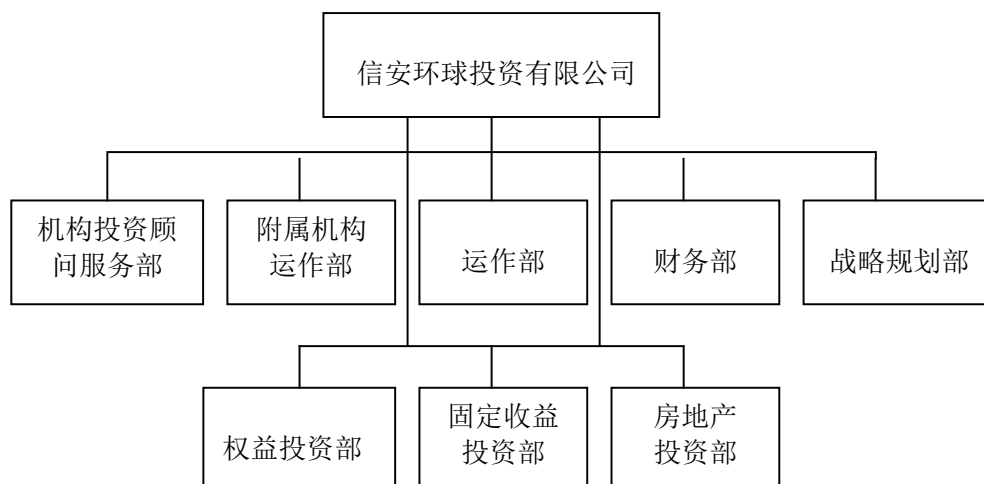 信安环球投资有限公司
机构投资顾
问服务部
附属机构
运作部
运作部
财务部
战略规划部
权益投资部
固定收益
投资部
房地产
投资部